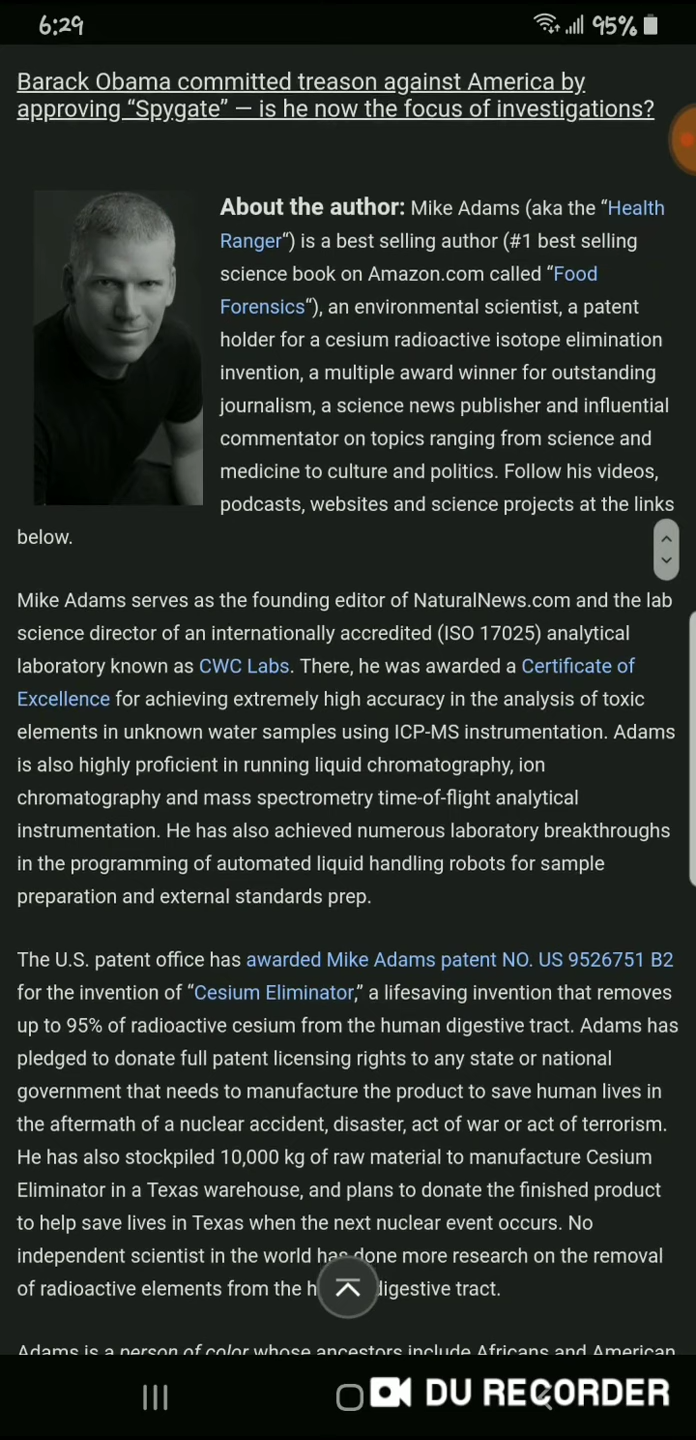 6:29
95%
Barack Obama committed treason against America by
approving “Spygate” — is he now the focus of investigations?
About the author: Mike Adams (aka the “Health
Ranger“) is a best selling author (#1 best selling
science book on Amazon.com called “Food
Forensics“), an environmental scientist, a patent
holder for a cesium radioactive isotope elimination
invention, a multiple award winner for outstanding
journalism, a science news publisher and influential
commentator on topics ranging from science and
medicine to culture and politics. Follow his videos,
podcasts, websites and science projects at the links
below.
Mike Adams serves as the founding editor of NaturalNews.com and the lab
science director of an internationally accredited (ISO 17025) analytical
laboratory known as CWC Labs. There, he was awarded a Certificate of
Excellence for achieving extremely high accuracy in the analysis of toxic
elements in unknown water samples using ICP-MS instrumentation. Adams
is also highly proficient in running liquid chromatography, ion
chromatography and mass spectrometry time-of-flight analytical
instrumentation. He has also achieved numerous laboratory breakthroughs
in the programming of automated liquid handling robots for sample
preparation and external standards prep.
The U.S. patent office has awarded Mike Adams patent NO. US 9526751 B2
for the invention of “Cesium Eliminator,” a lifesaving invention that removes
up to 95% of radioactive cesium from the human digestive tract. Adams has
pledged to donate full patent licensing rights to any state or national
government that needs to manufacture the product to save human lives in
the aftermath of a nuclear accident, disaster, act of war or act of terrorism.
He has also stockpiled 10,000 kg of raw material to manufacture Cesium
Eliminator in a Texas warehouse, and plans to donate the finished product
to help save lives in Texas when the next nuclear event occurs. No
independent scientist in the world has done more research on the removal
of radioactive elements from the h digestive tract.
Adams is a person of color whose ancestors include Africans and American
DU RECORDER